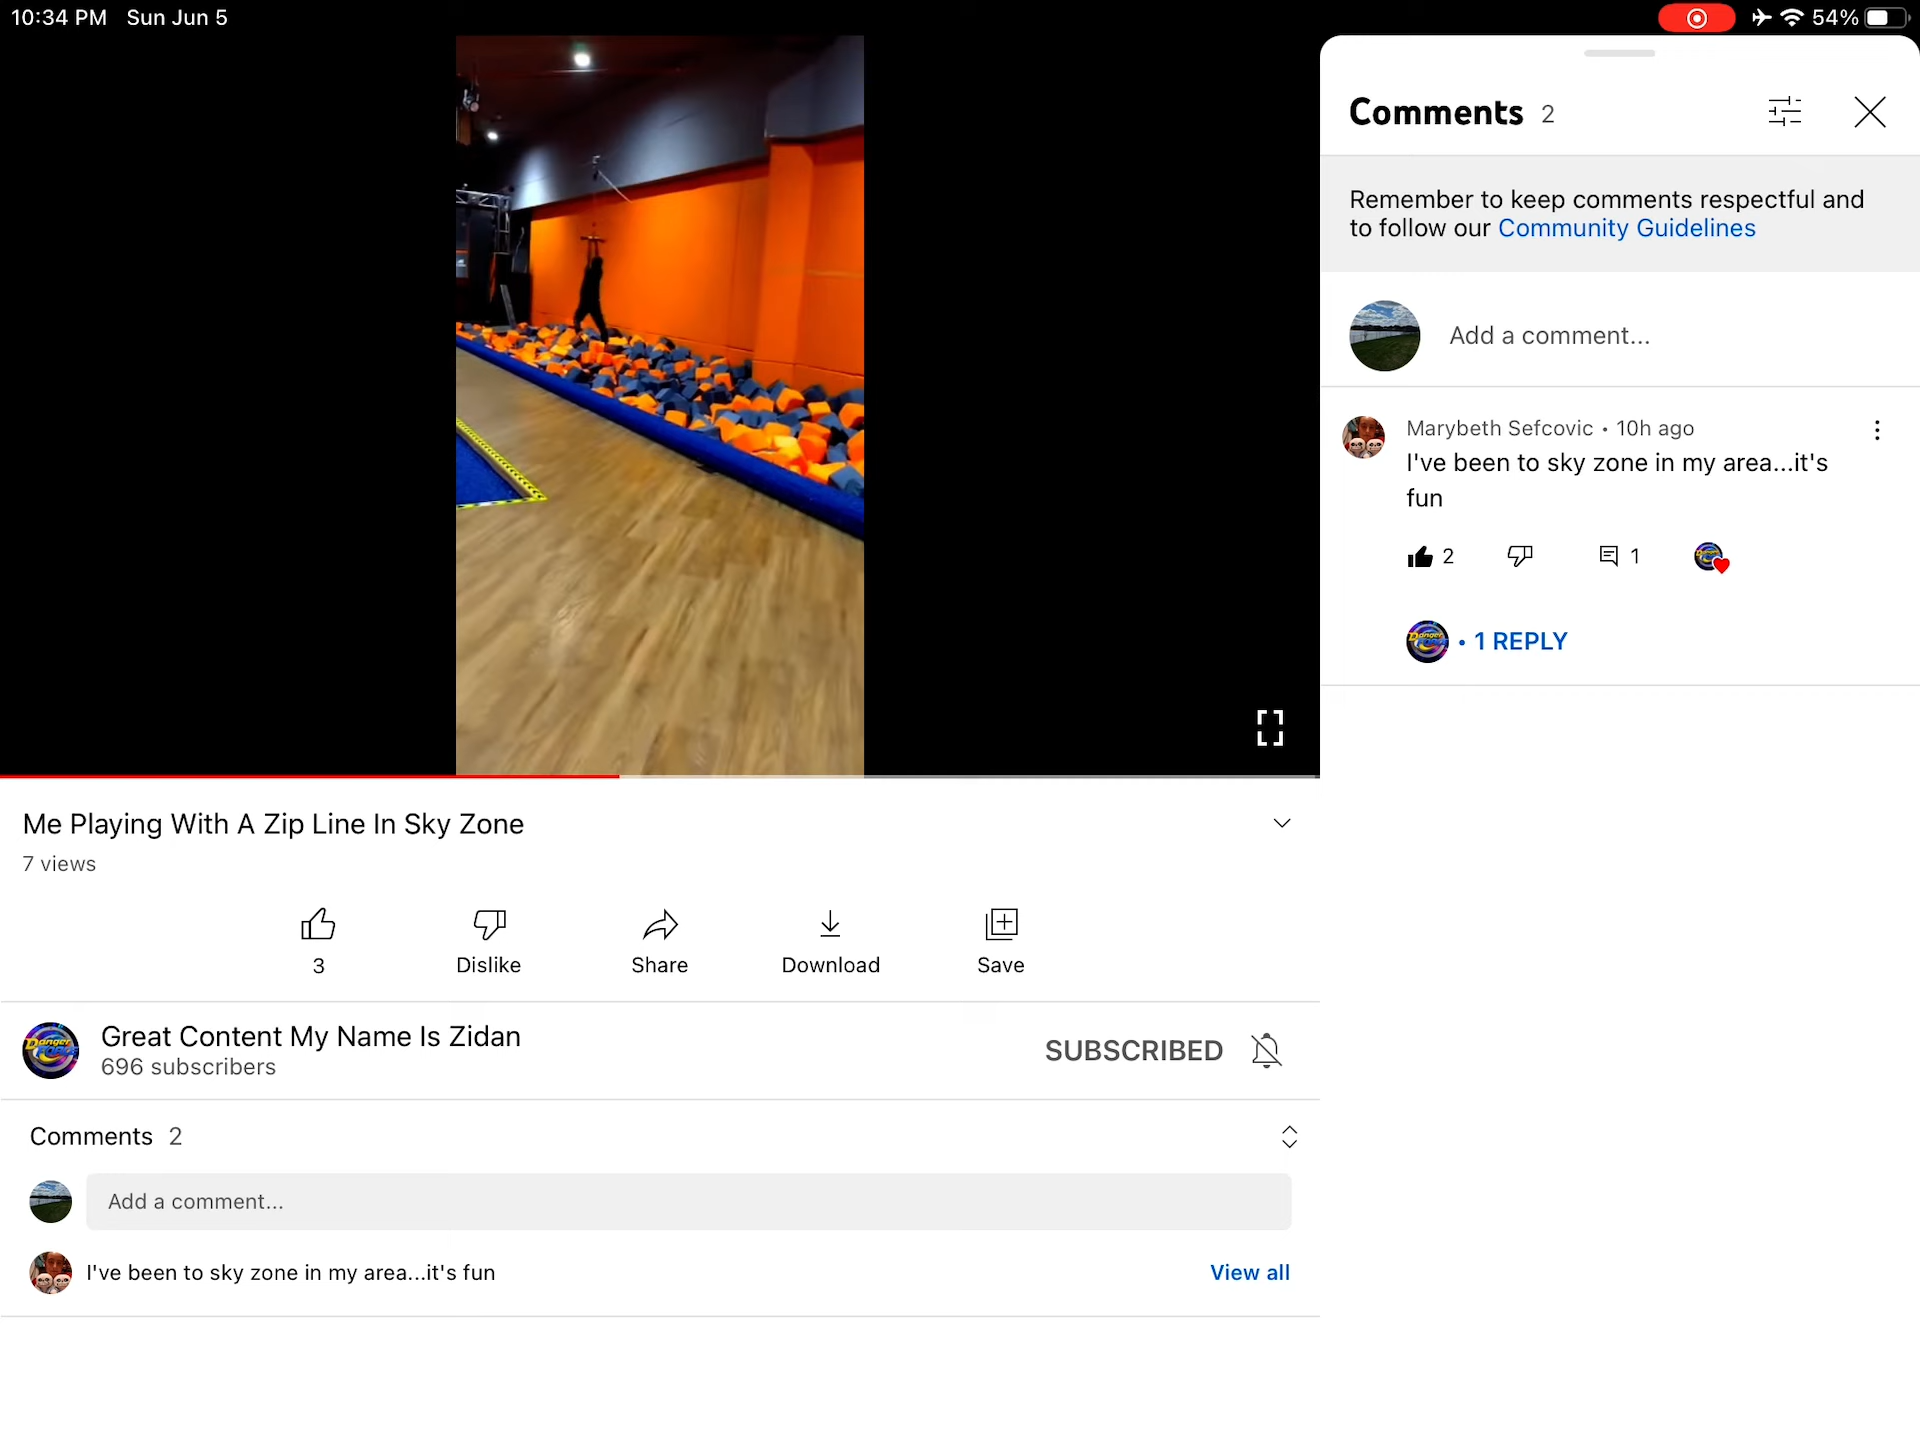 10:34 PM Sun Jun 5
54%
Me Playing With A Zip Line In Sky Zone
7 views
3
Dislike
Share
Download
Save
Great Content My Name Is Zidan
696 subscribers
SUBSCRIBED
Comments 2
Add a comment...
I've been to sky zone in my area...it's fun
View all
Comments 2
Remember to keep comments respectful and
to follow our Community Guidelines
Add a comment...
Marybeth Sefcovic • 10h ago
I've been to sky zone in my area...it's
fun
2
1
• 1 REPLY